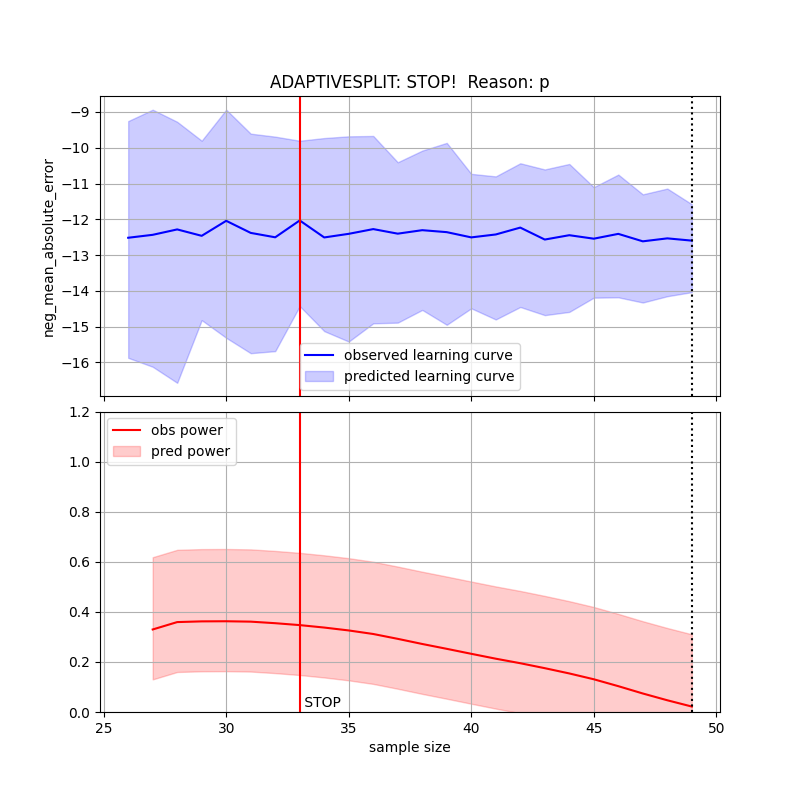 ADAPTIVESPLIT: STOP!  Reason: p
neg_mean_absolute_error
−9
−10
−11
−12
−13
−14
−15
−16
observed learning curve
predicted learning curve
1.2
1.0
0.8
0.6
0.4
0.2
0.0
obs power
pred power
STOP
25
30
35
40
45
50
sample size